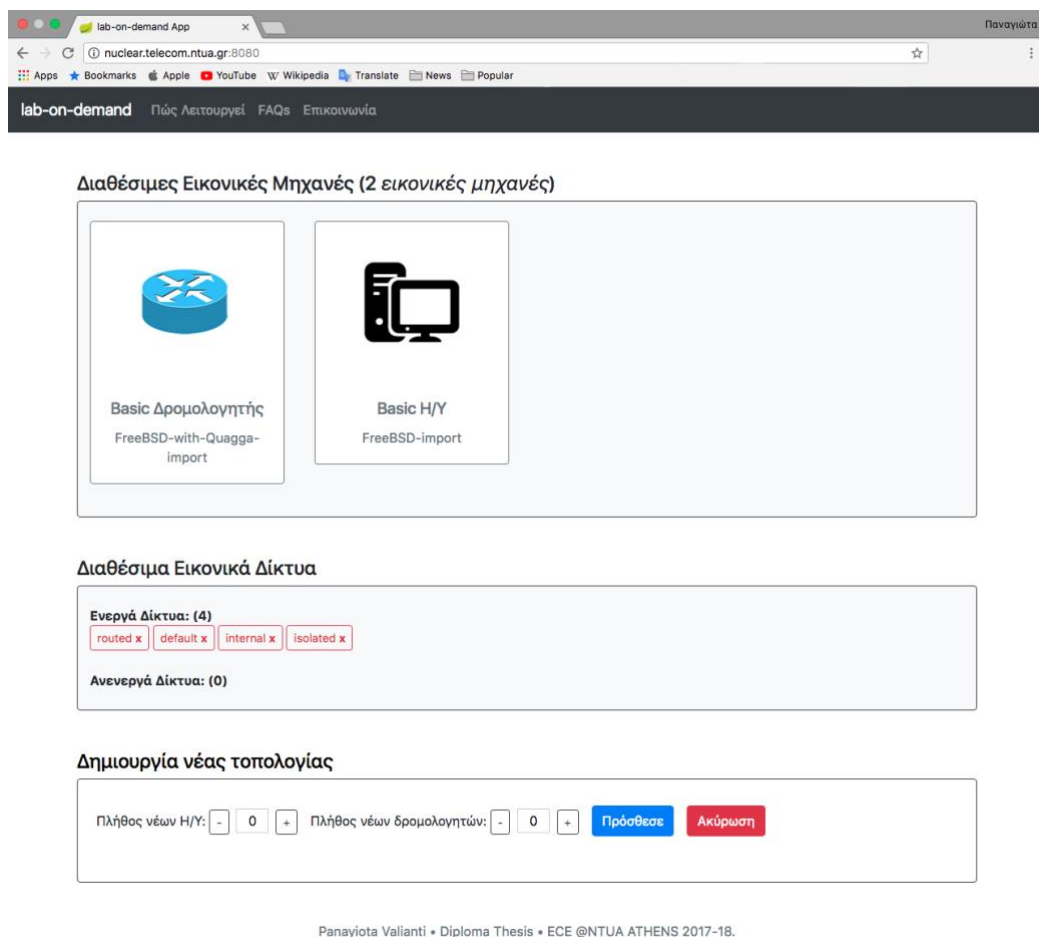 lab-on-demand App
Παναγιώτα
nuclear.telecom.ntua.gr:8080
Apps Bookmarks Apple YouTube Wikipedia Translate News Popular
lab-on-demand Πώς Λειτουργεί FAQs Επικοινωνία
Διαθέσιμες Εικονικές Μηχανές (2 εικονικές μηχανές)
Basic Δρομολογητής
FreeBSD-with-Quagga-
import
Basic Η/Υ
FreeBSD-import
Διαθέσιμα Εικονικά Δίκτυα
Ενεργά Δίκτυα: (4)
routed x default x internal x isolated x
Ανενεργά Δίκτυα: (0)
Δημιουργία νέας τοπολογίας
Πλήθος νέων Η/Υ: - 0 + Πλήθος νέων δρομολογητών: - 0 + Πρόσθεσε Ακύρωση
Panayiota Valianti • Diploma Thesis • ECE @NTUA ATHENS 2017-18.